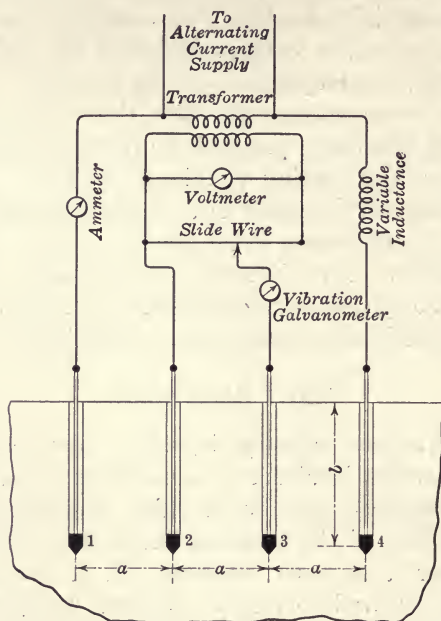 To
Alternating
Current
Supply
Transformer
Ammeter
Voltmeter
Variable
Inductance
Slide Wire
Vibration
Galvanometer
l
1
2
3
4
a
a
a